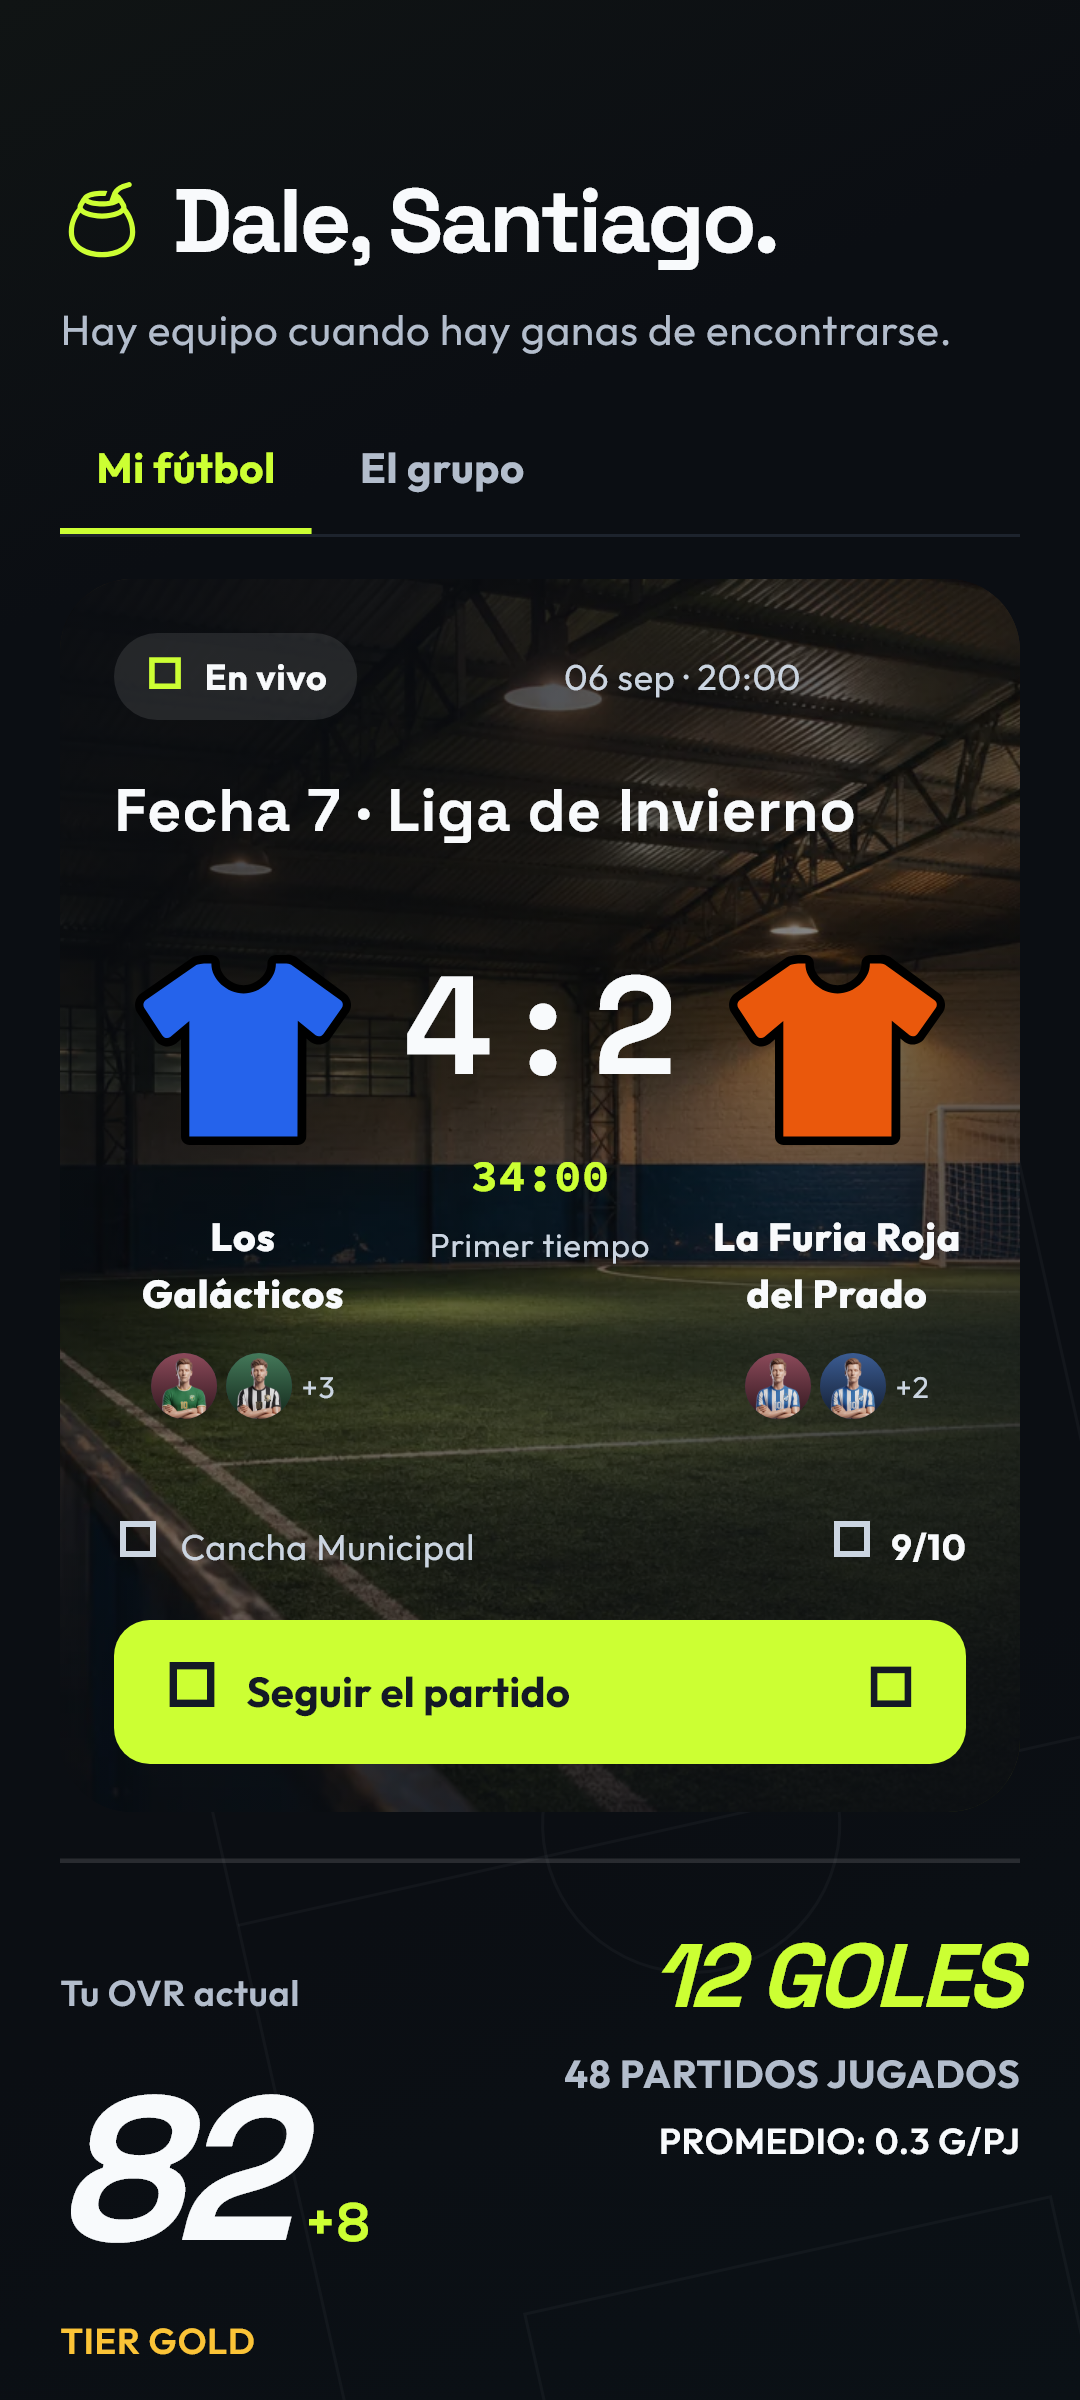 Dale, Santiago.
Hay equipo cuando hay ganas de encontrarse.
Mi fútbol El grupo
En vivo 06 sep · 20:00
Fecha 7 · Liga de Invierno
4 : 2
34:00
Primer tiempo
Los
Galácticos
La Furia Roja
del Prado
+3
+2
Cancha Municipal 9/10
Seguir el partido
Tu OVR actual
82 +8
TIER GOLD
12 GOLES
48 PARTIDOS JUGADOS
PROMEDIO: 0.3 G/PJ